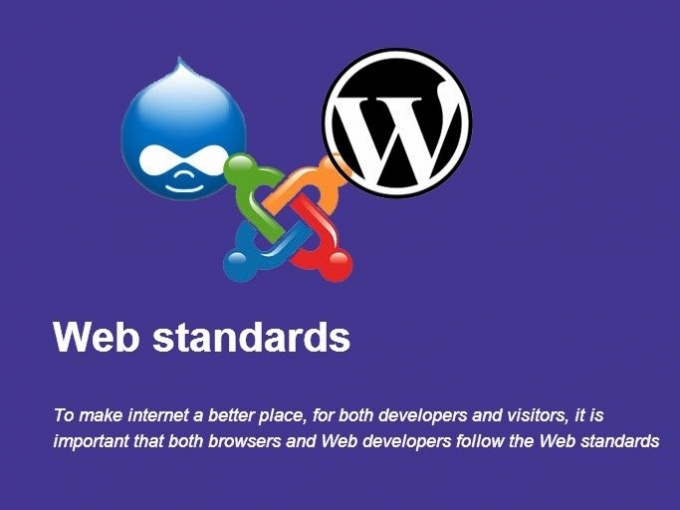 W
Web standards
To make internet a better place, for both developers and visitors, it is
important that both browsers and Web developers follow the Web standards